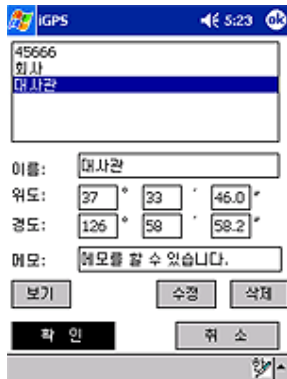 iGPS 5:23 ok
45666
회사
대사관
이름: 대사관
위도: 37 ° 33 ′ 46.0 ″
경도: 126 ° 58 ′ 58.2 ″
메모: 메모를 할 수 있습니다.
보기 수정 삭제
확 인 취 소